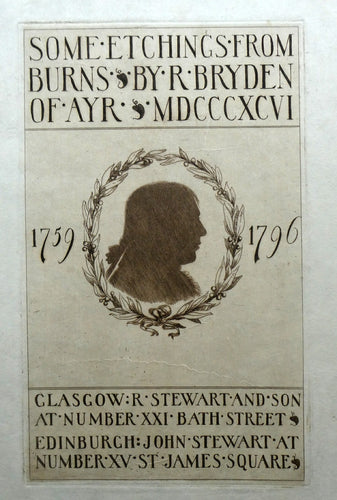 SOME·ETCHINGS·FROM
BURNS·BY·R·BRYDEN
OF·AYR·MDCCCXCVI
1759 1796
GLASGOW:R·STEWART·AND·SON
AT·NUMBER·XXI·BATH·STREET
EDINBURGH:JOHN·STEWART·AT
NUMBER·XV·ST·JAMES·SQUARE